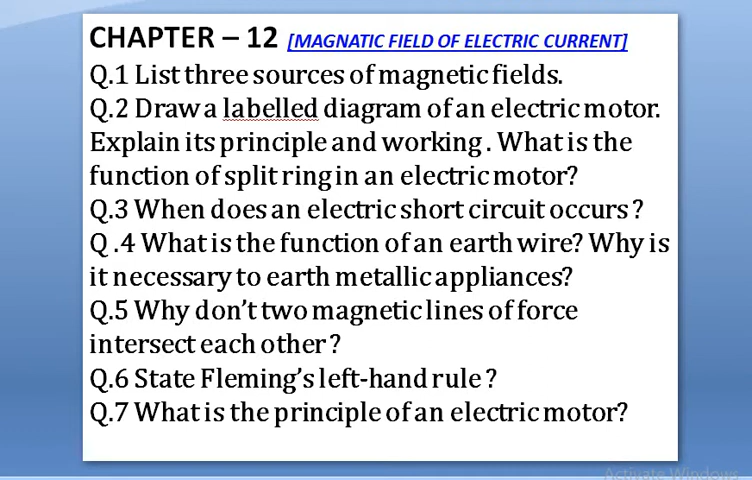 CHAPTER – 12 [MAGNATIC FIELD OF ELECTRIC CURRENT]
Q.1 List three sources of magnetic fields.
Q.2 Draw a labelled diagram of an electric motor.
Explain its principle and working . What is the
function of split ring in an electric motor?
Q.3 When does an electric short circuit occurs ?
Q .4 What is the function of an earth wire? Why is
it necessary to earth metallic appliances?
Q.5 Why don’t two magnetic lines of force
intersect each other ?
Q.6 State Fleming’s left-hand rule ?
Q.7 What is the principle of an electric motor?
Activate Windows